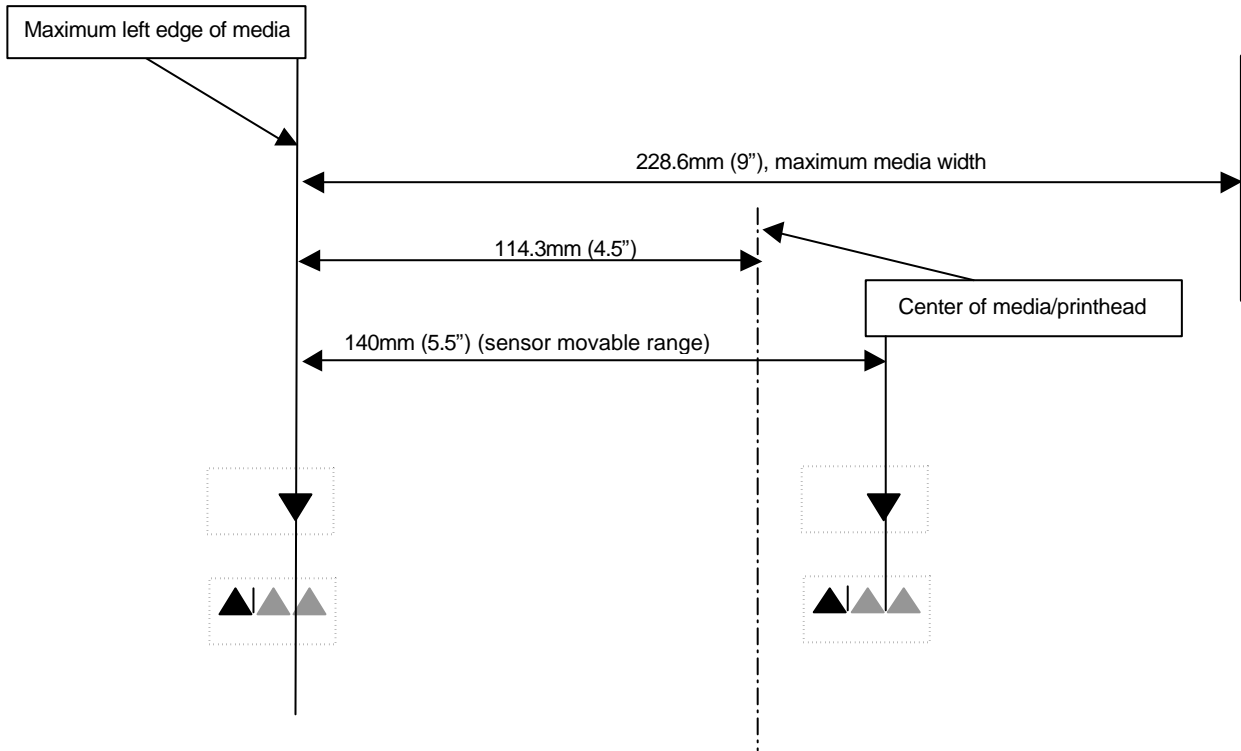 Maximum left edge of media
228.6mm (9”), maximum media width
114.3mm (4.5”)
Center of media/printhead
140mm (5.5”) (sensor movable range)